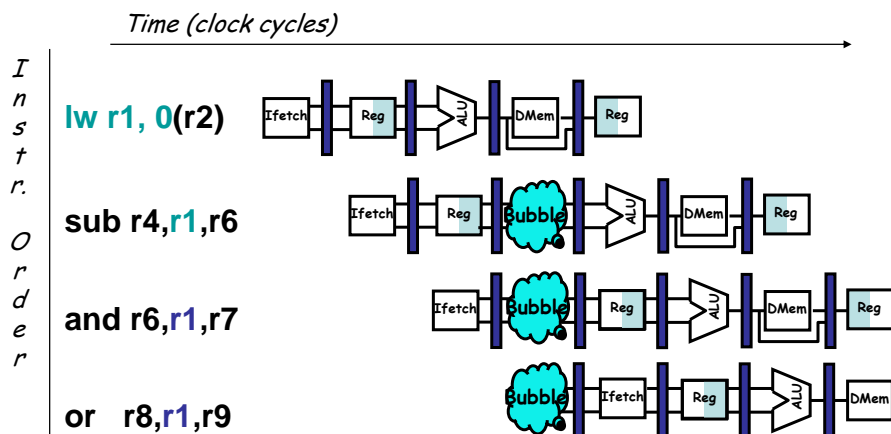 Time (clock cycles)
Instr. Order
lw r1, 0(r2)
Ifetch Reg ALU DMem Reg
sub r4,r1,r6
Ifetch Reg Bubble ALU DMem Reg
and r6,r1,r7
Ifetch Bubble Reg ALU DMem Reg
or r8,r1,r9
Bubble Ifetch Reg ALU DMem